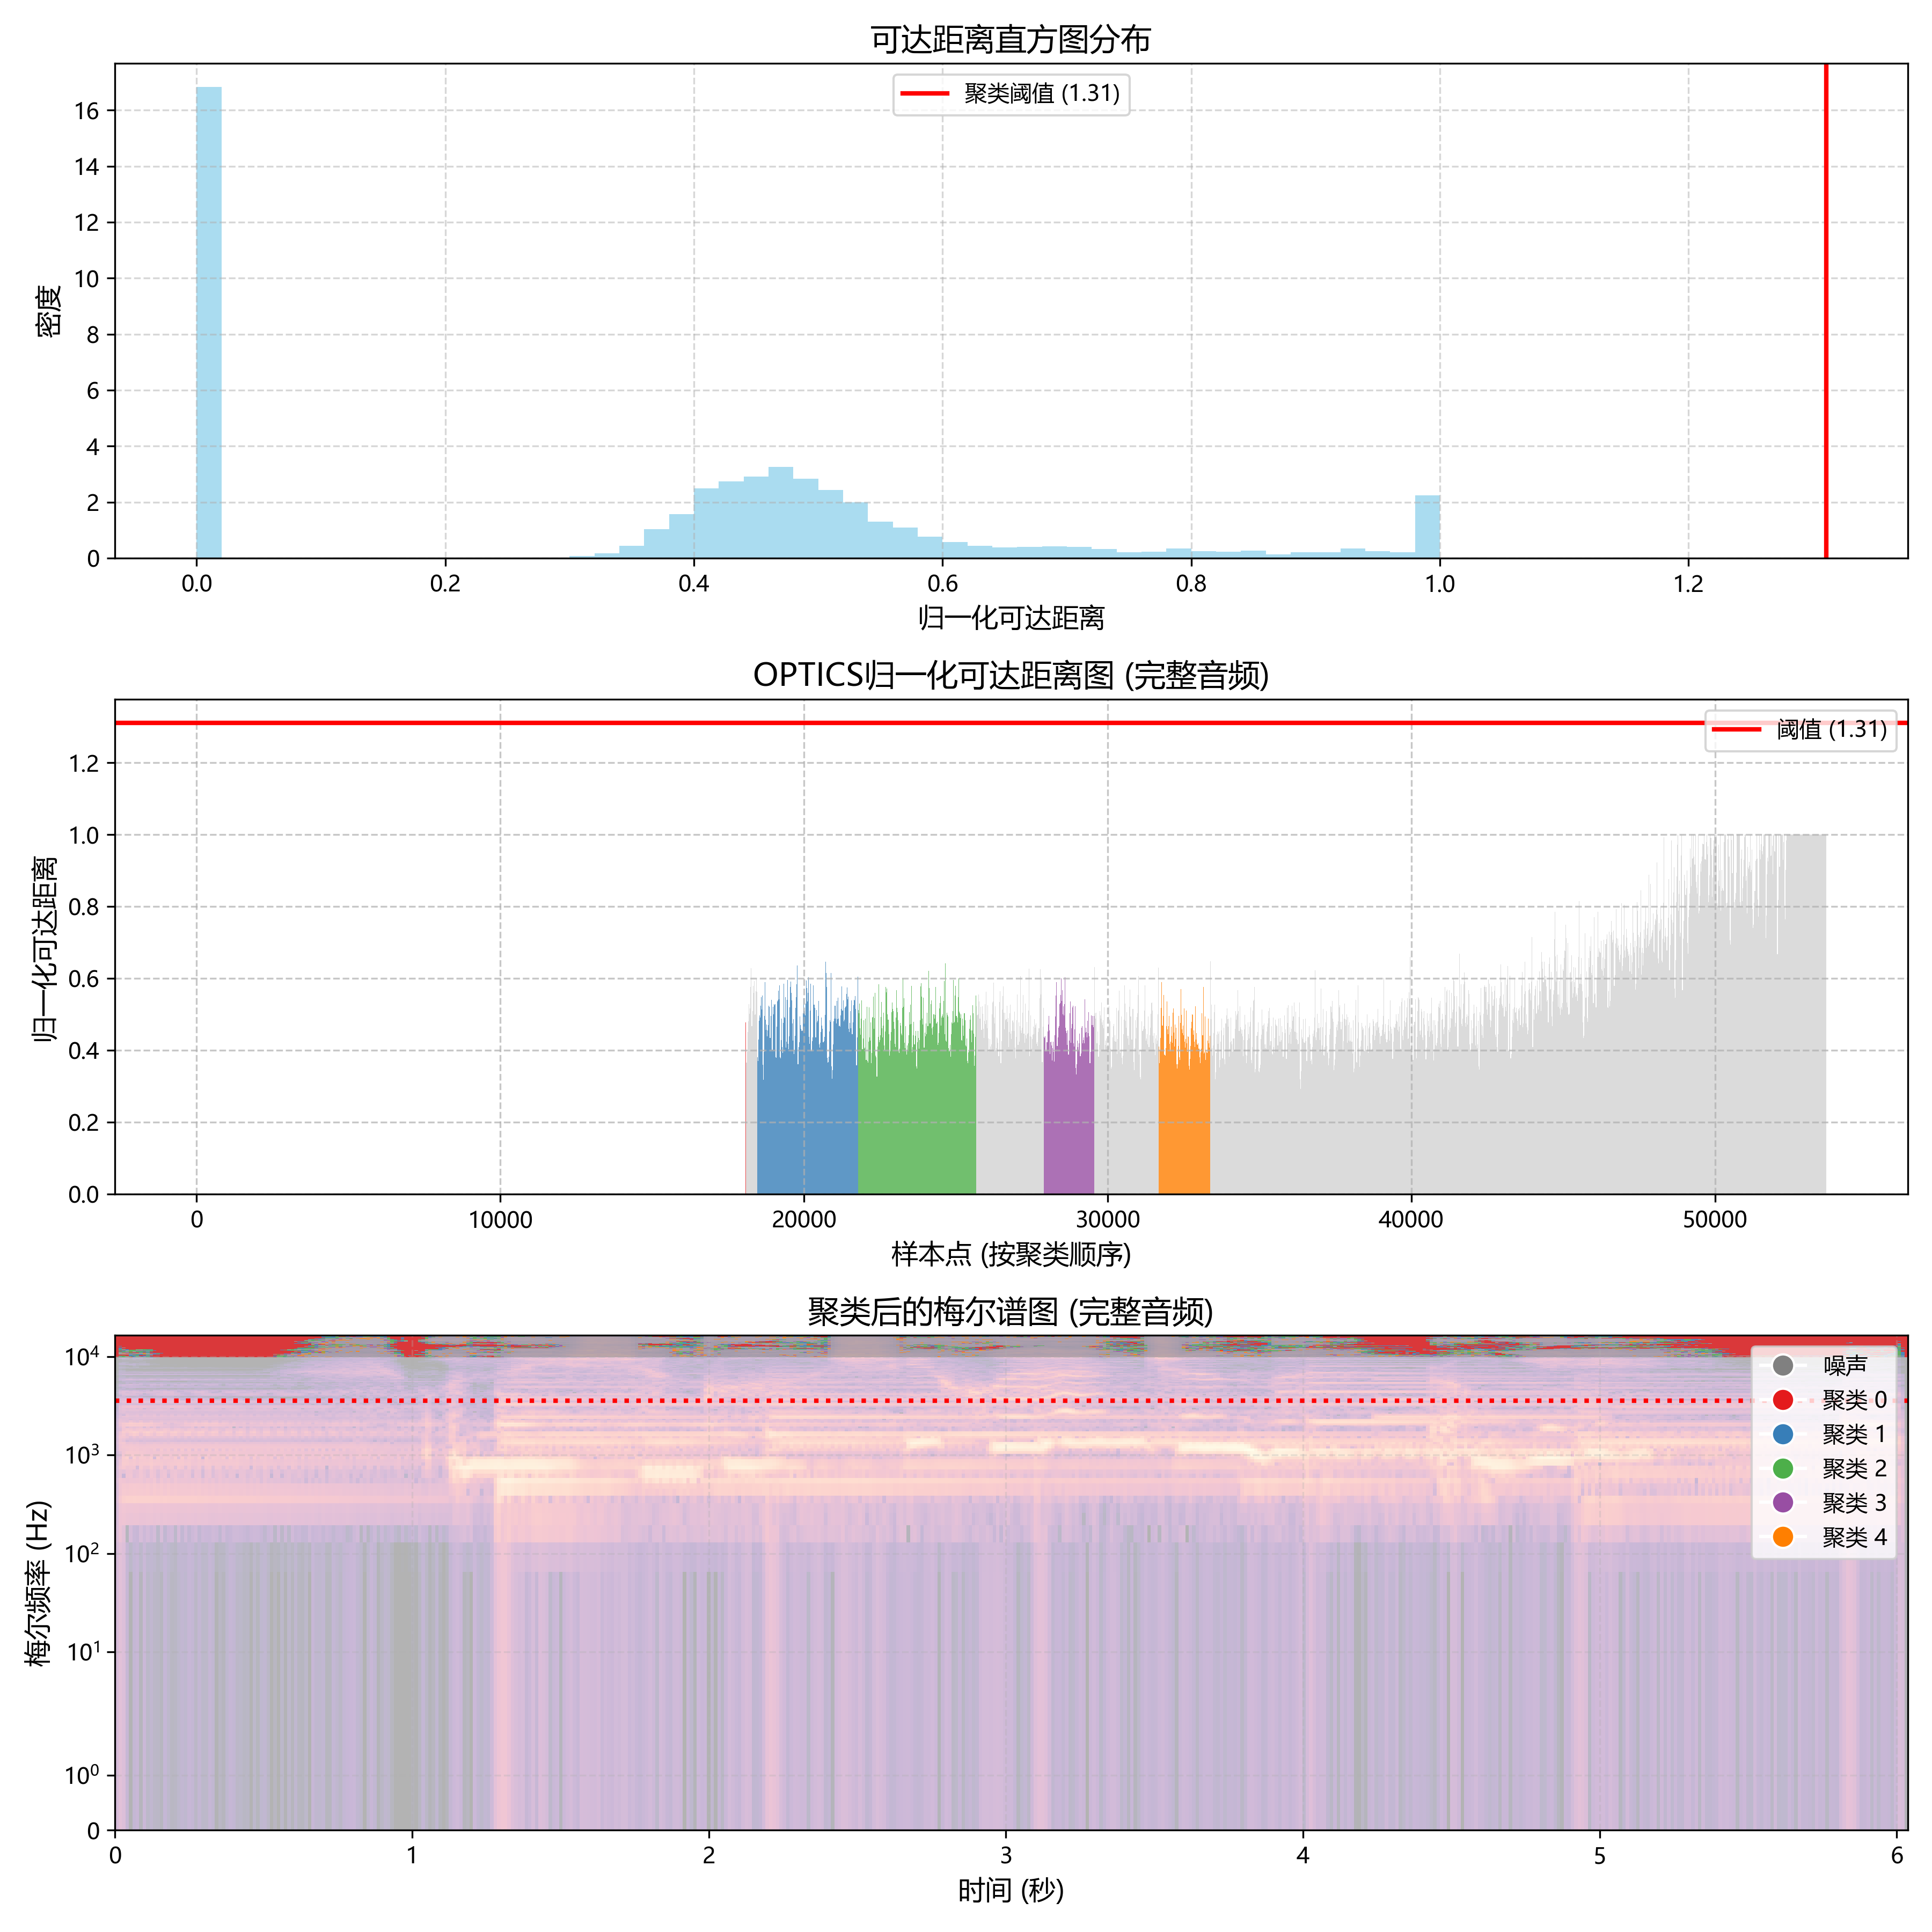 可达距离直方图分布
聚类阈值 (1.31)
密度
16
14
12
10
8
6
4
2
0
0.0 0.2 0.4 0.6 0.8 1.0 1.2
归一化可达距离
OPTICS归一化可达距离图 (完整音频)
阈值 (1.31)
归一化可达距离
1.2
1.0
0.8
0.6
0.4
0.2
0.0
0 10000 20000 30000 40000 50000
样本点 (按聚类顺序)
聚类后的梅尔谱图 (完整音频)
梅尔频率 (Hz)
10⁴
10³
10²
10¹
10⁰
0
噪声
聚类 0
聚类 1
聚类 2
聚类 3
聚类 4
0 1 2 3 4 5 6
时间 (秒)